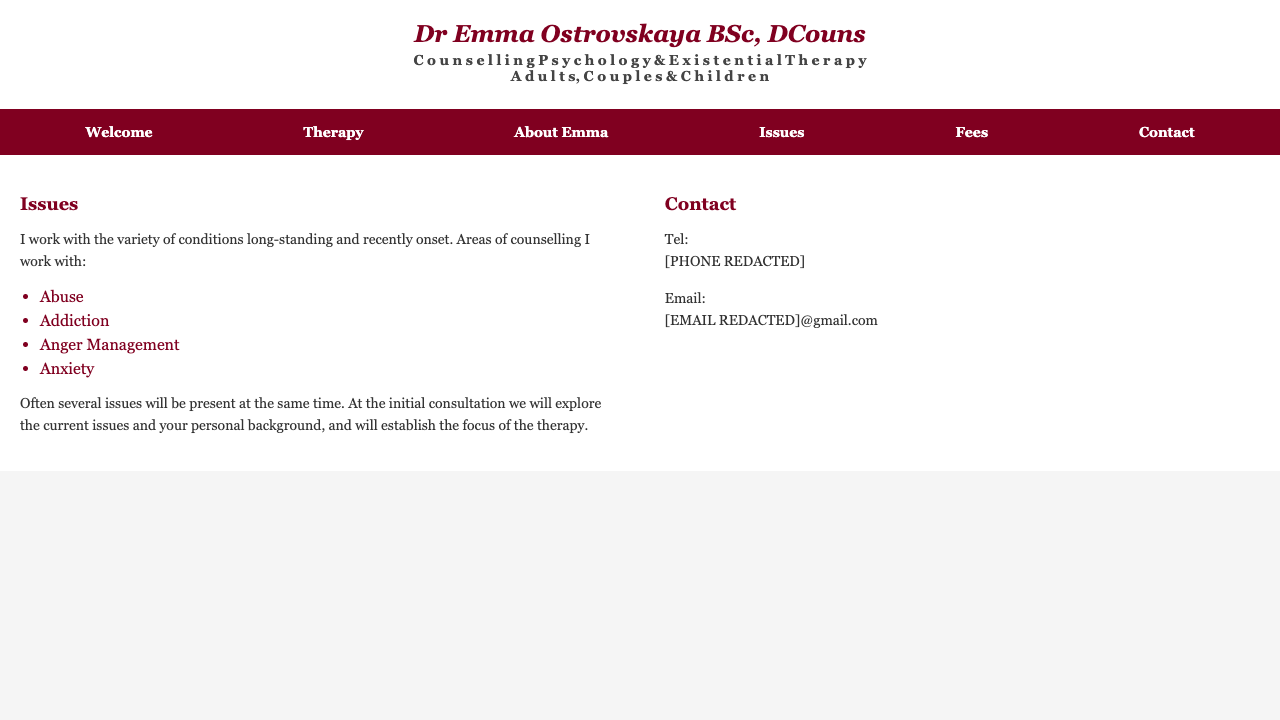 Dr Emma Ostrovskaya BSc, DCouns
Counselling Psychology & Existential Therapy
Adults, Couples & Children
Welcome
Therapy
About Emma
Issues
Fees
Contact
Issues
I work with the variety of conditions long-standing and recently onset. Areas of counselling I
work with:
• Abuse
• Addiction
• Anger Management
• Anxiety
Often several issues will be present at the same time. At the initial consultation we will explore
the current issues and your personal background, and will establish the focus of the therapy.
Contact
Tel:
[PHONE REDACTED]
Email:
[EMAIL REDACTED]@gmail.com